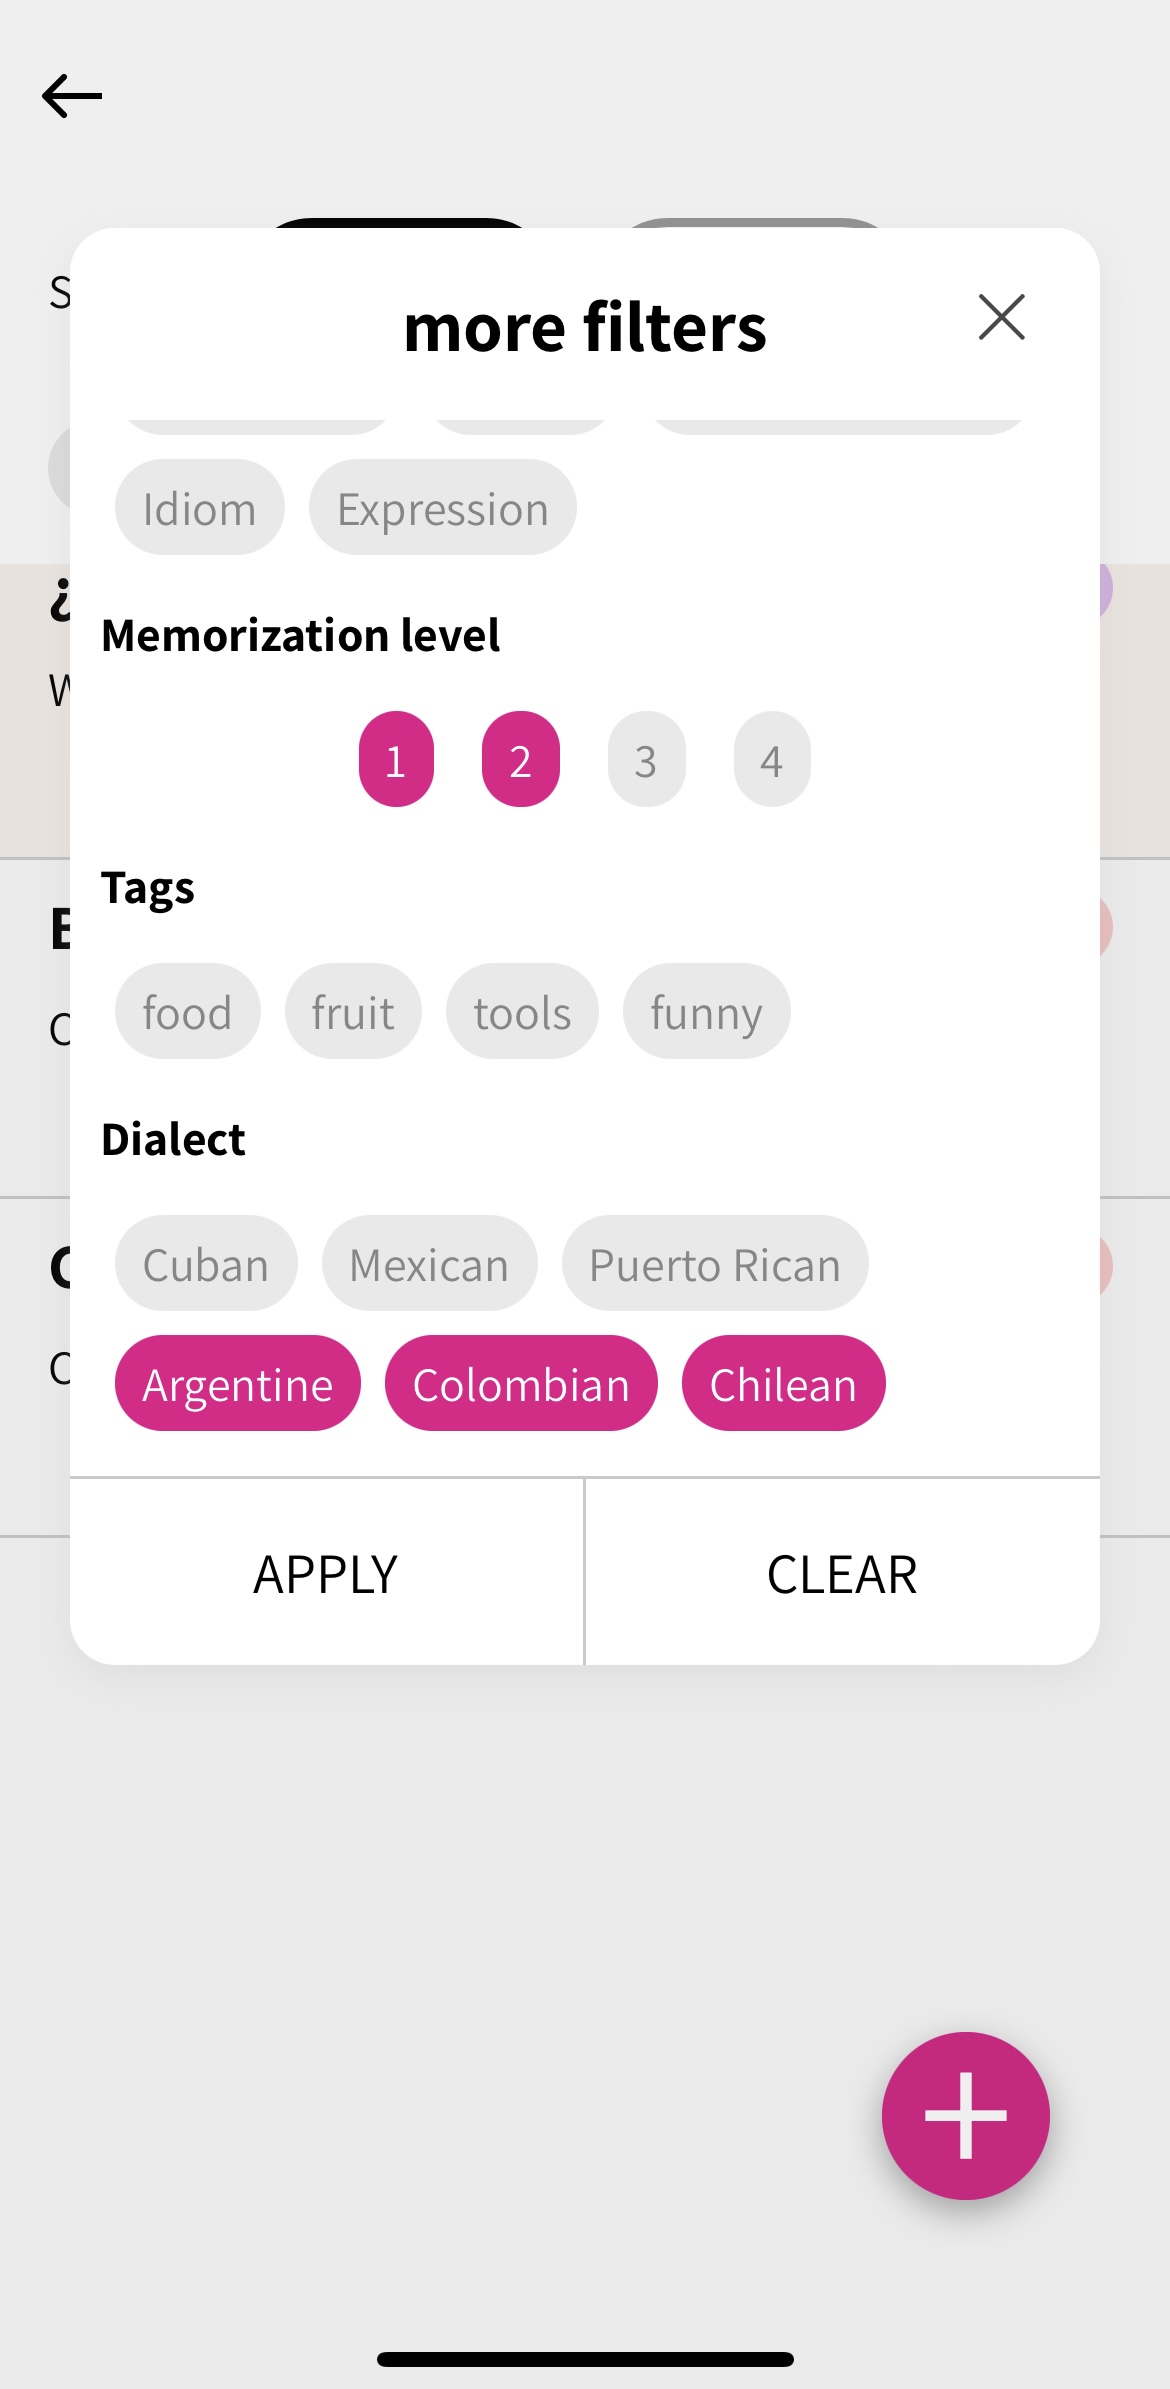 more filters
Idiom Expression
Memorization level
1 2 3 4
Tags
food fruit tools funny
Dialect
Cuban Mexican Puerto Rican
Argentine Colombian Chilean
APPLY CLEAR